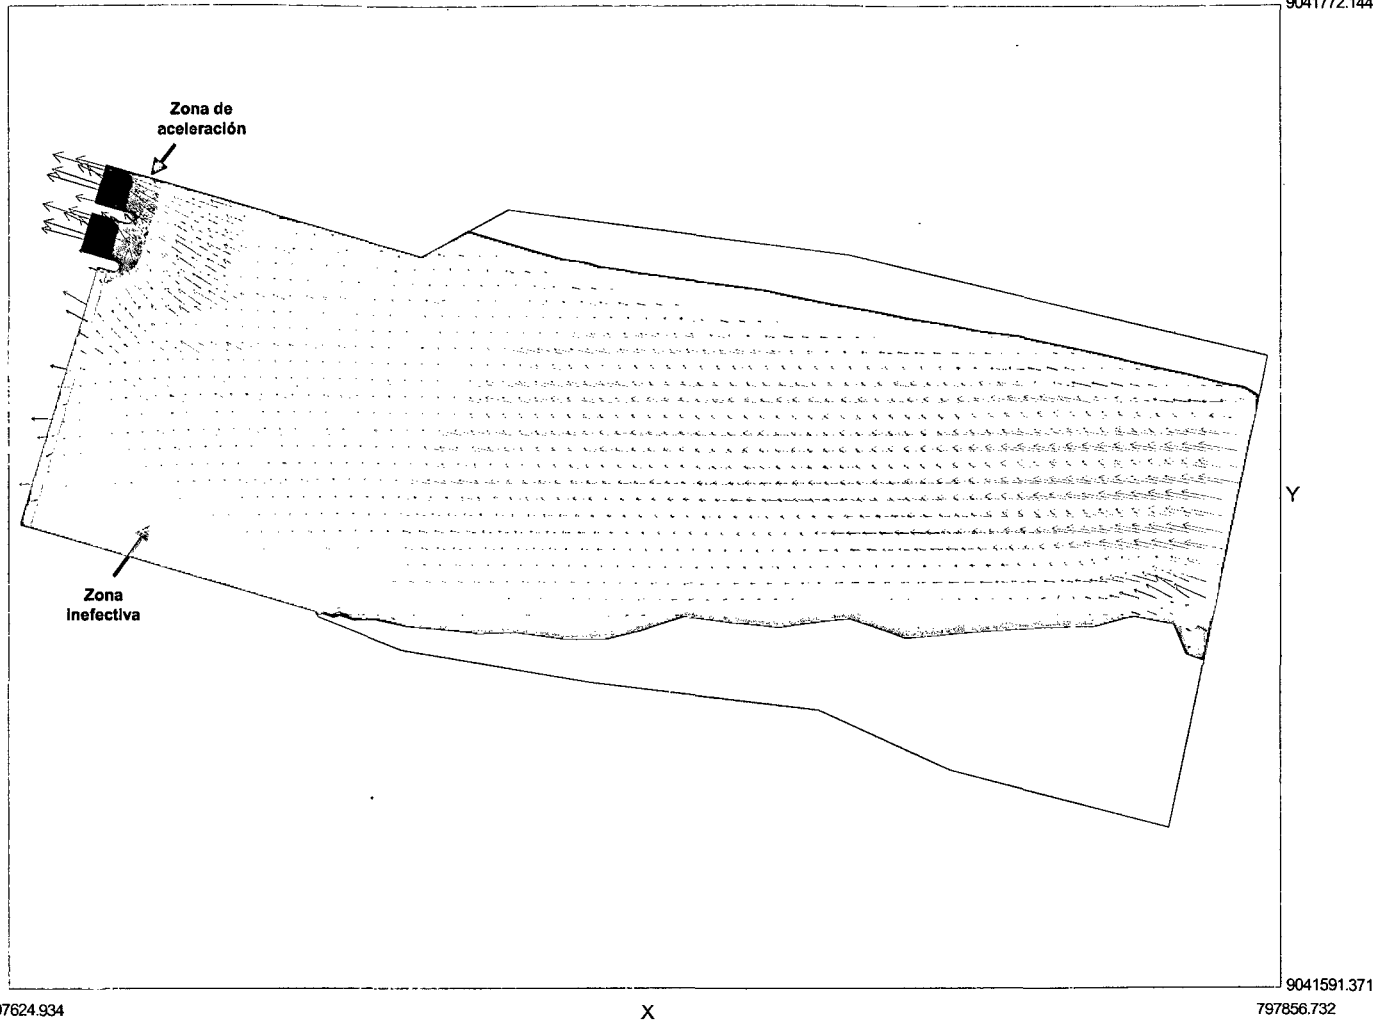 9041772.144
Zona de
aceleración
Y
Zona
inefectiva
9041591.371
97624.934
X
797856.732